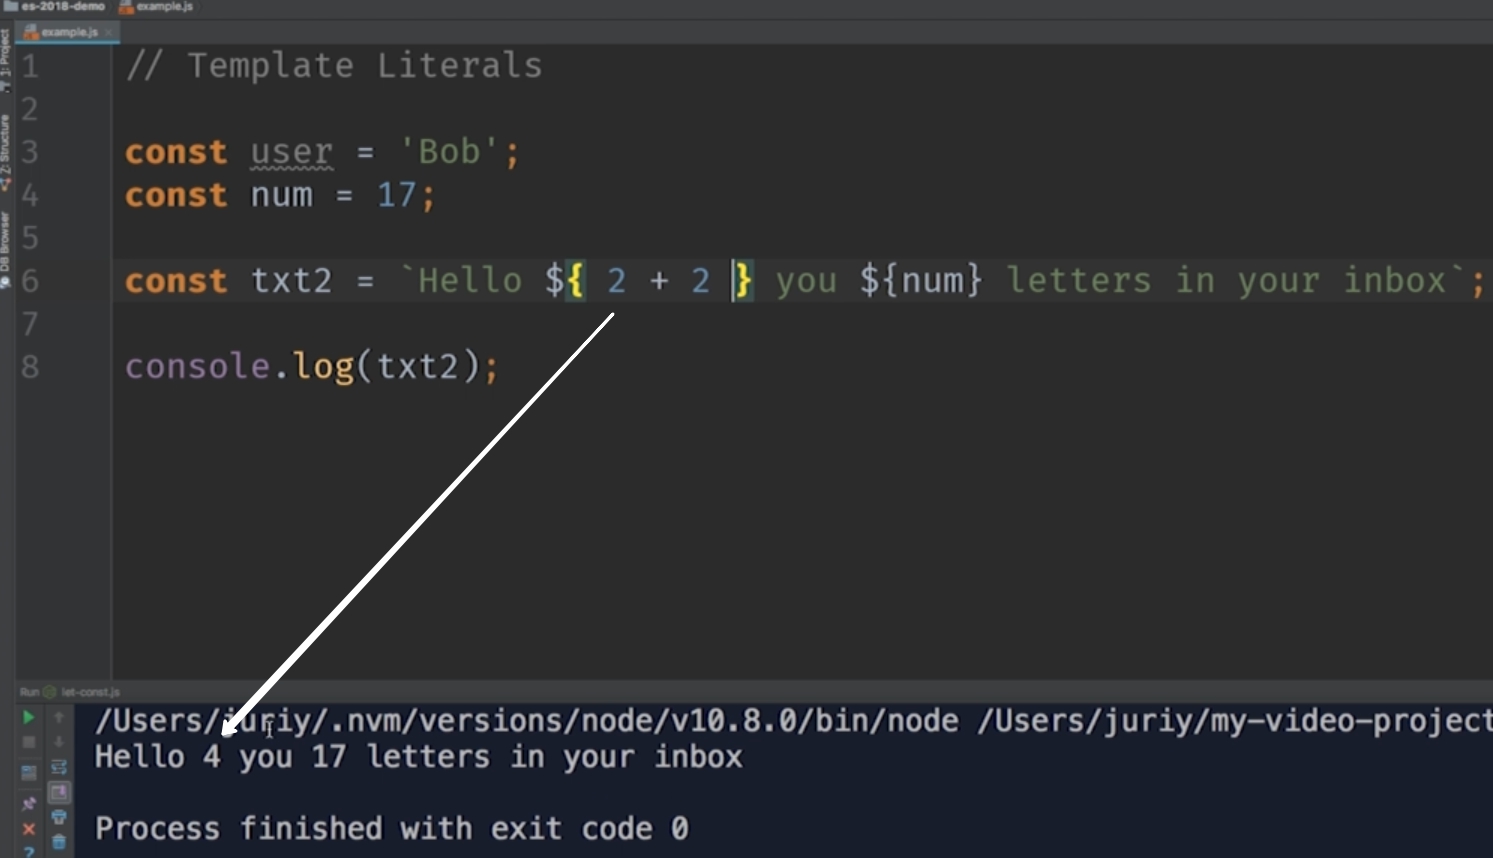 es-2018-demo example.js
example.js
1: Project
Z: Structure
DB Browser
1 // Template Literals
2
3 const user = 'Bob';
4 const num = 17;
5
6 const txt2 = `Hello ${ 2 + 2 } you ${num} letters in your inbox`;
7
8 console.log(txt2);
Run let-const.js
/Users/juriy/.nvm/versions/node/v10.8.0/bin/node /Users/juriy/my-video-project
Hello 4 you 17 letters in your inbox
Process finished with exit code 0